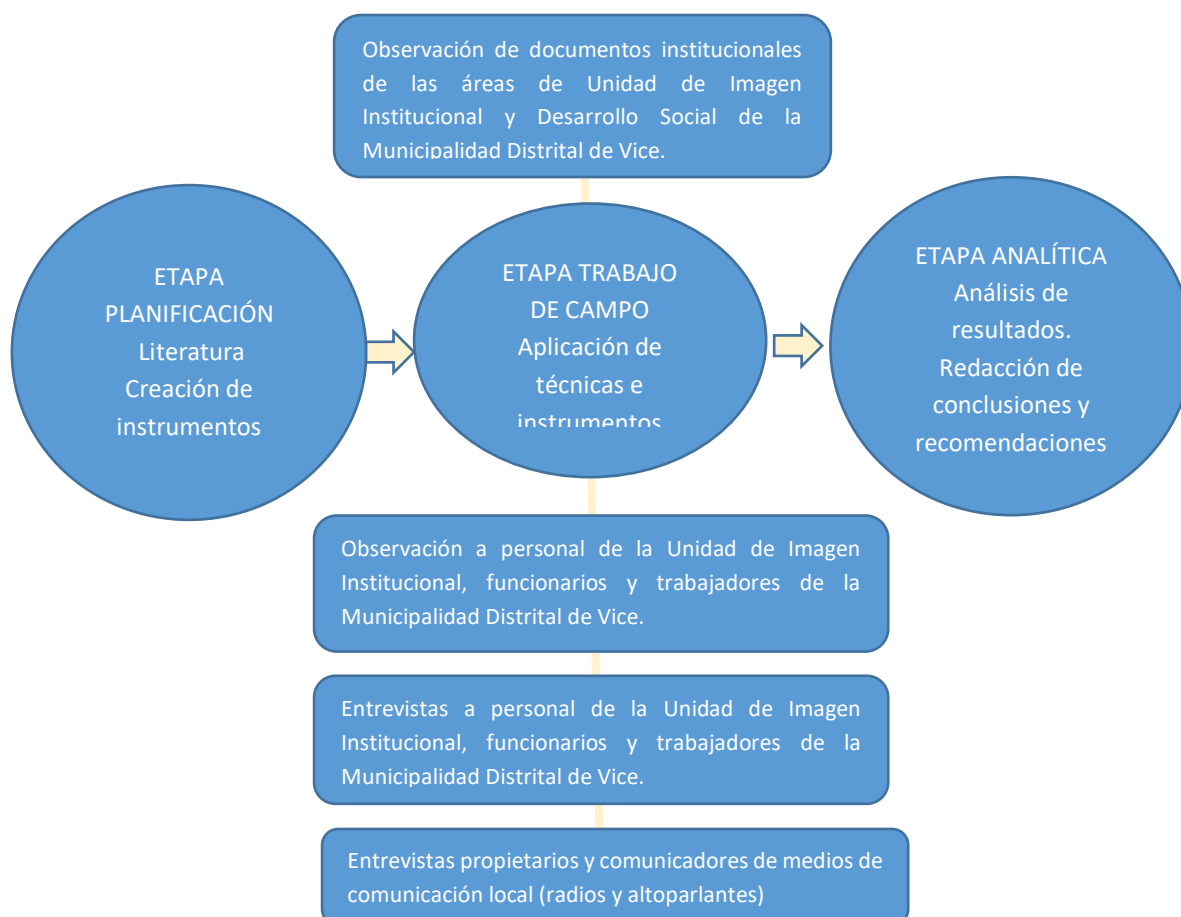 Observación de documentos institucionales
de las áreas de Unidad de Imagen
Institucional y Desarrollo Social de la
Municipalidad Distrital de Vice.
ETAPA
PLANIFICACIÓN
Literatura
Creación de
instrumentos
ETAPA TRABAJO
DE CAMPO
Aplicación de
técnicas e
instrumentos
ETAPA ANALÍTICA
Análisis de
resultados.
Redacción de
conclusiones y
recomendaciones
Observación a personal de la Unidad de Imagen
Institucional, funcionarios y trabajadores de la
Municipalidad Distrital de Vice.
Entrevistas a personal de la Unidad de Imagen
Institucional, funcionarios y trabajadores de la
Municipalidad Distrital de Vice.
Entrevistas propietarios y comunicadores de medios de
comunicación local (radios y altoparlantes)